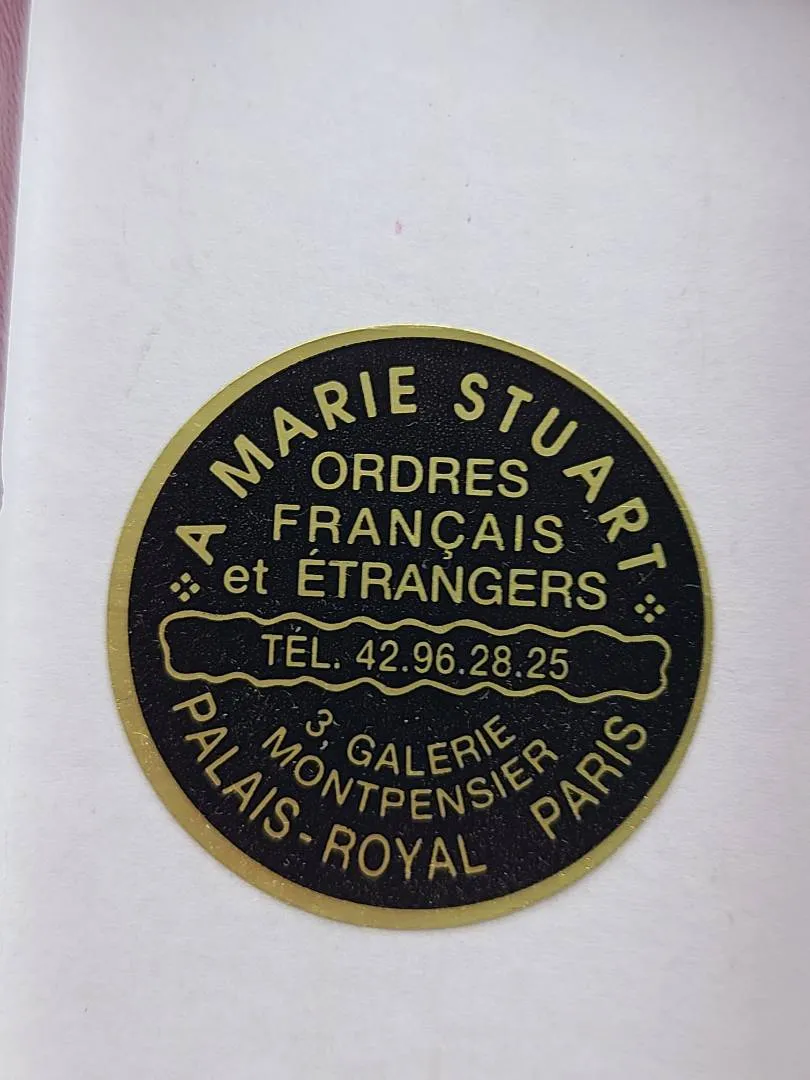 A MARIE STUART
ORDRES
FRANÇAIS
et ÉTRANGERS
TÉL. 42.96.28.25
3, GALERIE
MONTPENSIER
PALAIS-ROYAL PARIS